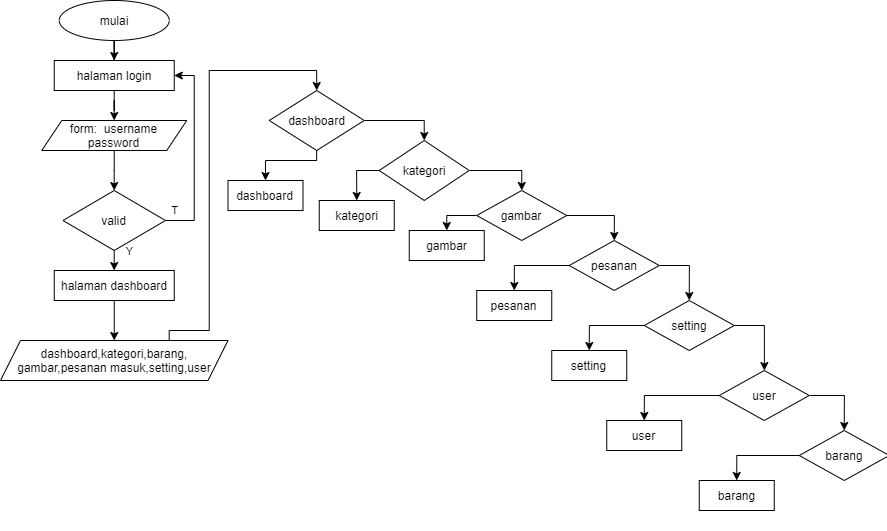 mulai
halaman login
form: username
password
valid
T
Y
halaman dashboard
dashboard,kategori,barang,
gambar,pesanan masuk,setting,user
dashboard
dashboard
kategori
kategori
gambar
gambar
pesanan
pesanan
setting
setting
user
user
barang
barang